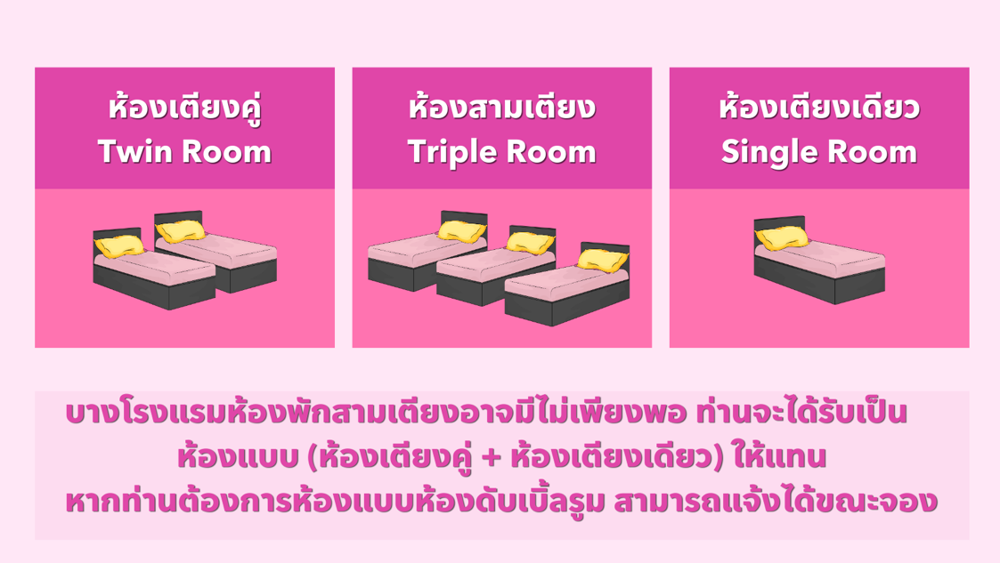 ห้องเตียงคู่
Twin Room
ห้องสามเตียง
Triple Room
ห้องเตียงเดียว
Single Room
บางโรงแรมห้องพักสามเตียงอาจมีไม่เพียงพอ ท่านจะได้รับเป็น
ห้องแบบ (ห้องเตียงคู่ + ห้องเตียงเดียว) ให้แทน
หากท่านต้องการห้องแบบห้องดับเบิ้ลรูม สามารถแจ้งได้ขณะจอง